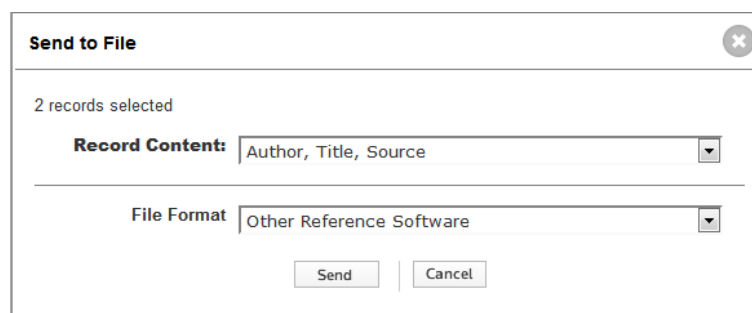 Send to File
2 records selected
Record Content: Author, Title, Source
File Format Other Reference Software
Send Cancel